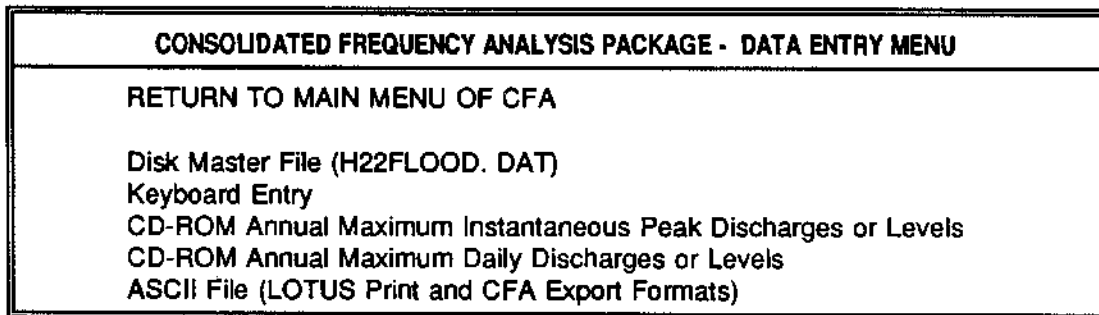 CONSOLIDATED FREQUENCY ANALYSIS PACKAGE - DATA ENTRY MENU
RETURN TO MAIN MENU OF CFA
Disk Master File (H22FLOOD. DAT)
Keyboard Entry
CD-ROM Annual Maximum Instantaneous Peak Discharges or Levels
CD-ROM Annual Maximum Daily Discharges or Levels
ASCII File (LOTUS Print and CFA Export Formats)